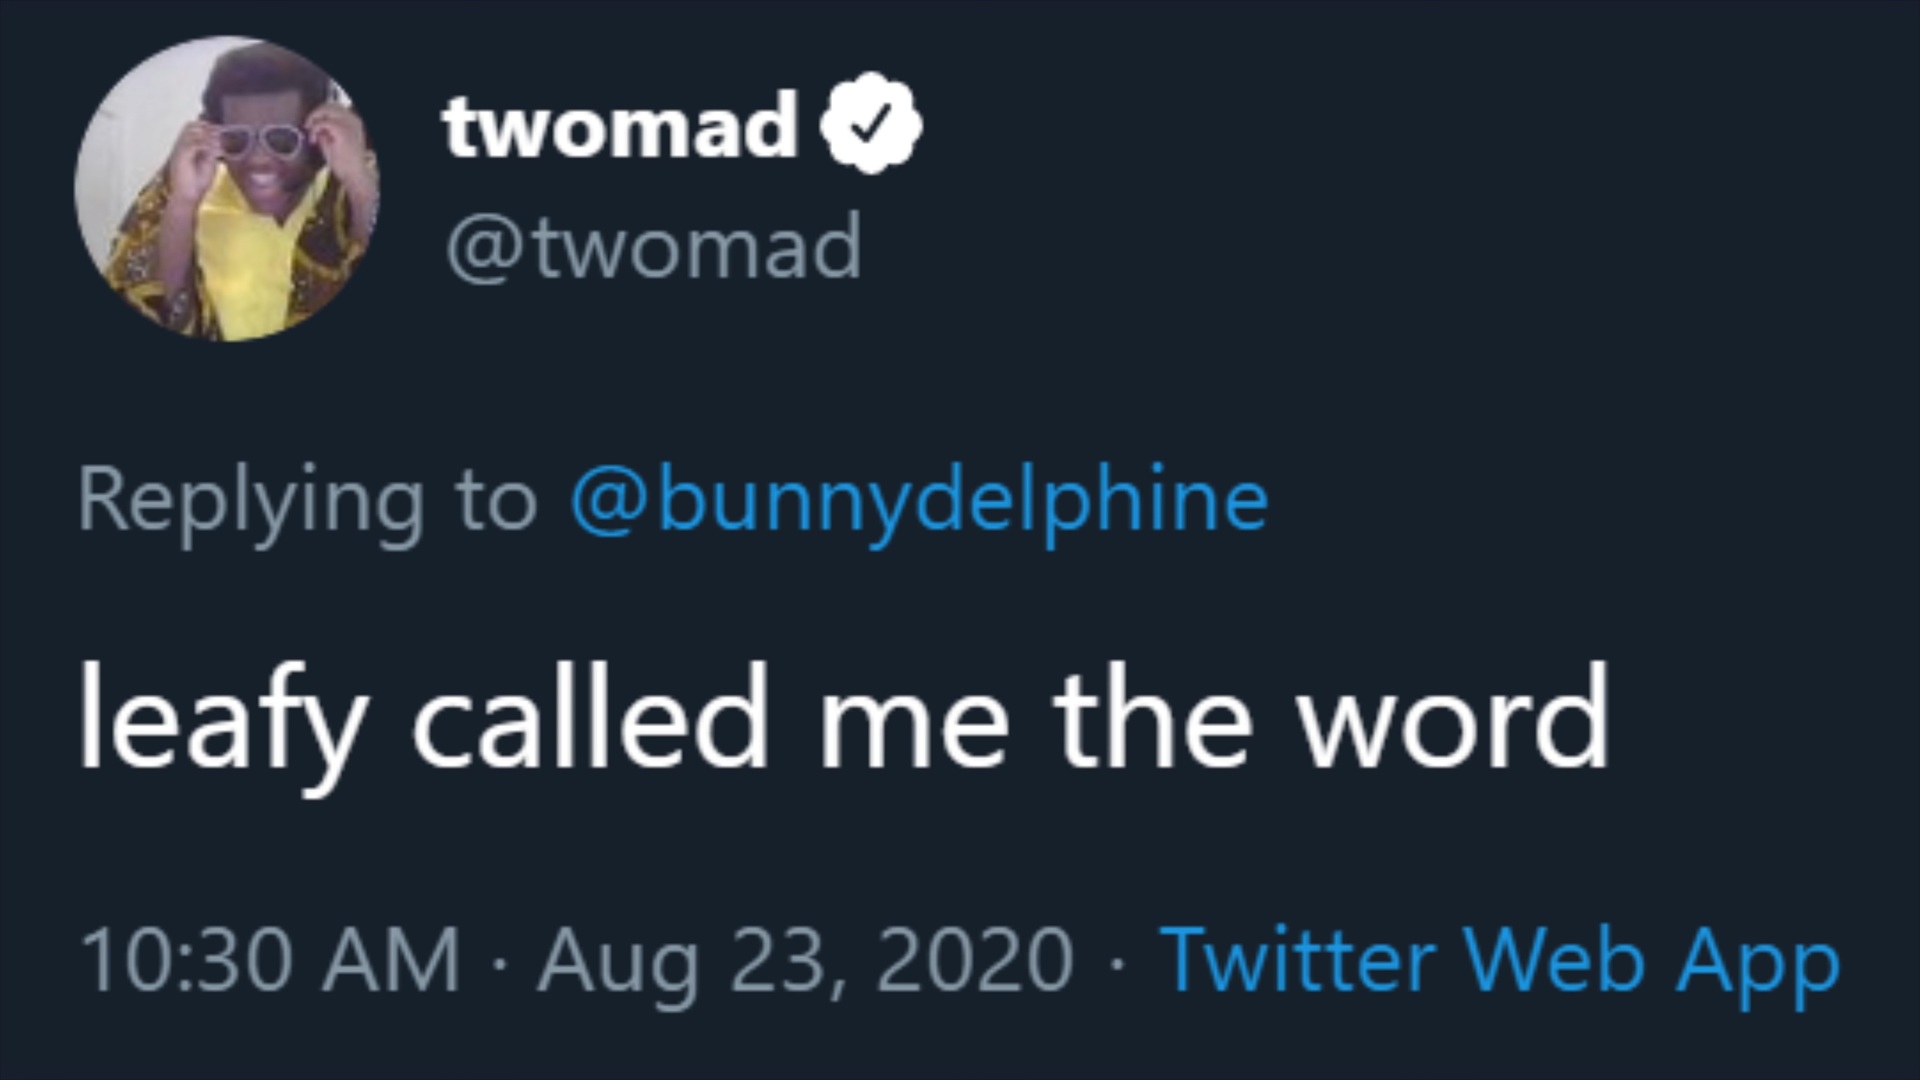 twomad
@twomad
Replying to @bunnydelphine
leafy called me the word
10:30 AM · Aug 23, 2020 · Twitter Web App